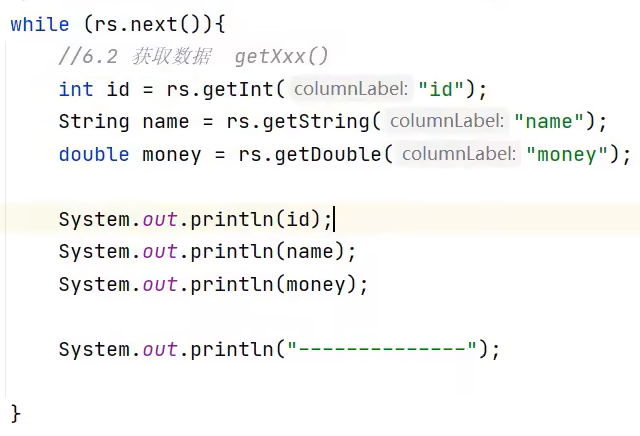 while (rs.next()){
//6.2 获取数据  getXxx()
int id = rs.getInt( columnLabel: "id");
String name = rs.getString( columnLabel: "name");
double money = rs.getDouble( columnLabel: "money");
System.out.println(id);
System.out.println(name);
System.out.println(money);
System.out.println("--------------");
}